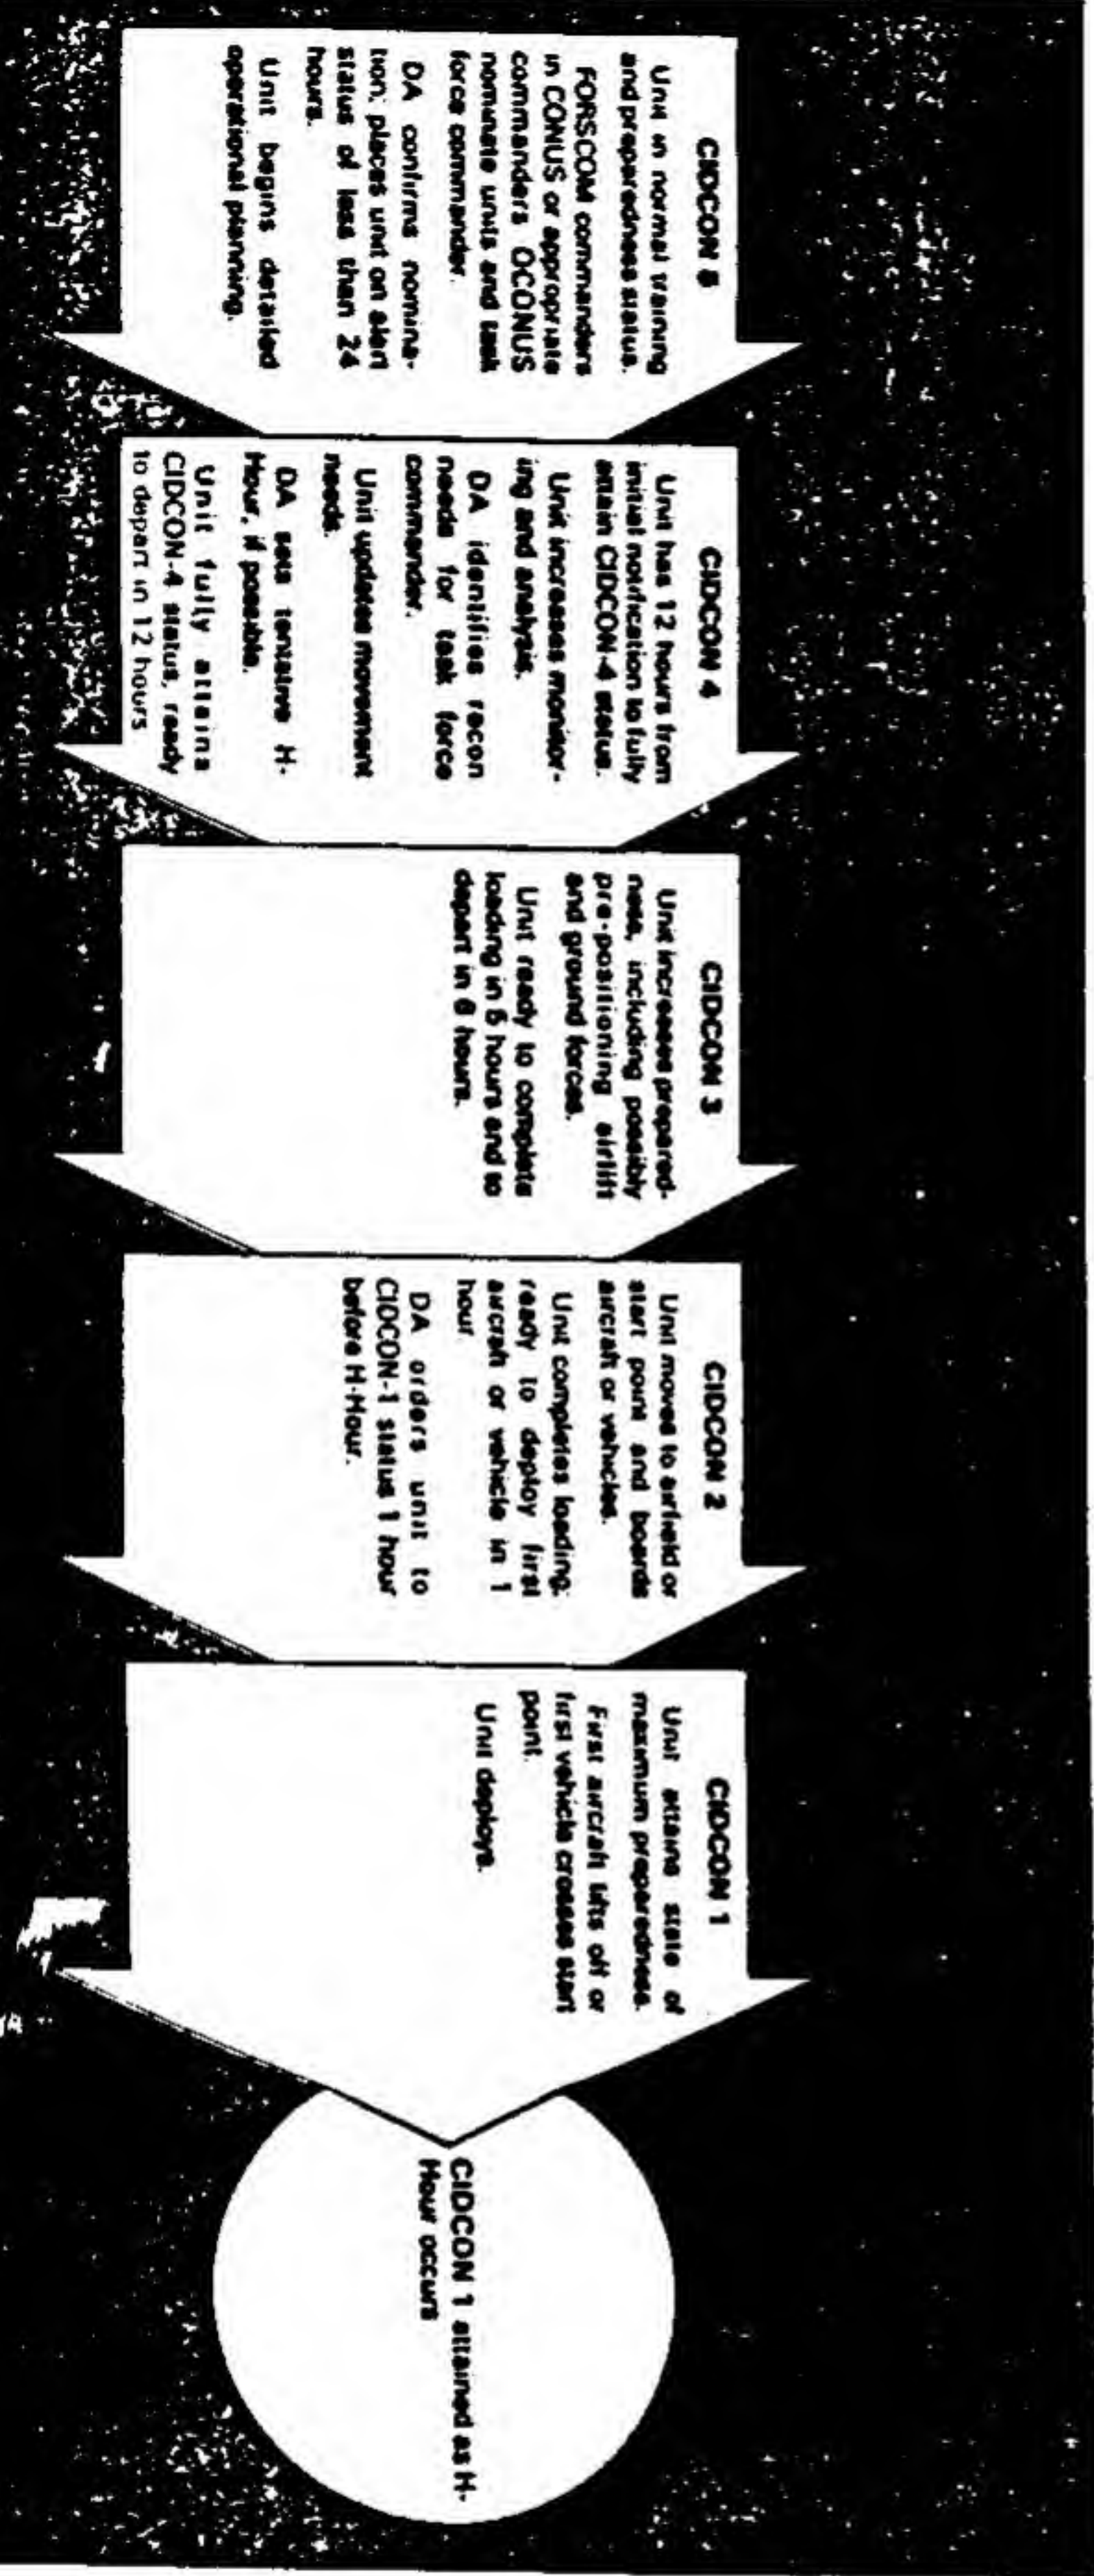 CIDCON 5
Unit in normal training
and preparedness status.
FORSCOM commanders
in CONUS or appropriate
commanders OCONUS
nominate units and task
force commander.
DA confirms nomina-
tion; places unit on alert
status of less than 24
hours.
Unit begins detailed
operational planning.
CIDCON 4
Unit has 12 hours from
initial notification to fully
attain CIDCON-4 status.
Unit increases monitor-
ing and analysis.
DA identifies recon
needs for task force
commander.
Unit updates movement
needs.
DA sets tentative H-
Hour, if possible.
Unit fully attains
CIDCON-4 status, ready
to depart in 12 hours
CIDCON 3
Unit increases prepared-
ness, including possibly
pre-positioning airlift
and ground forces.
Unit ready to complete
loading in 5 hours and to
depart in 6 hours.
CIDCON 2
Unit moves to airfield or
start point and boards
aircraft or vehicles.
Unit completes loading;
ready to deploy first
aircraft or vehicle in 1
hour
DA orders unit to
CIDCON-1 status 1 hour
before H-Hour.
CIDCON 1
Unit attains state of
maximum preparedness.
First aircraft lifts off or
first vehicle crosses start
point.
Unit deploys.
CIDCON 1 attained as H-
Hour occurs